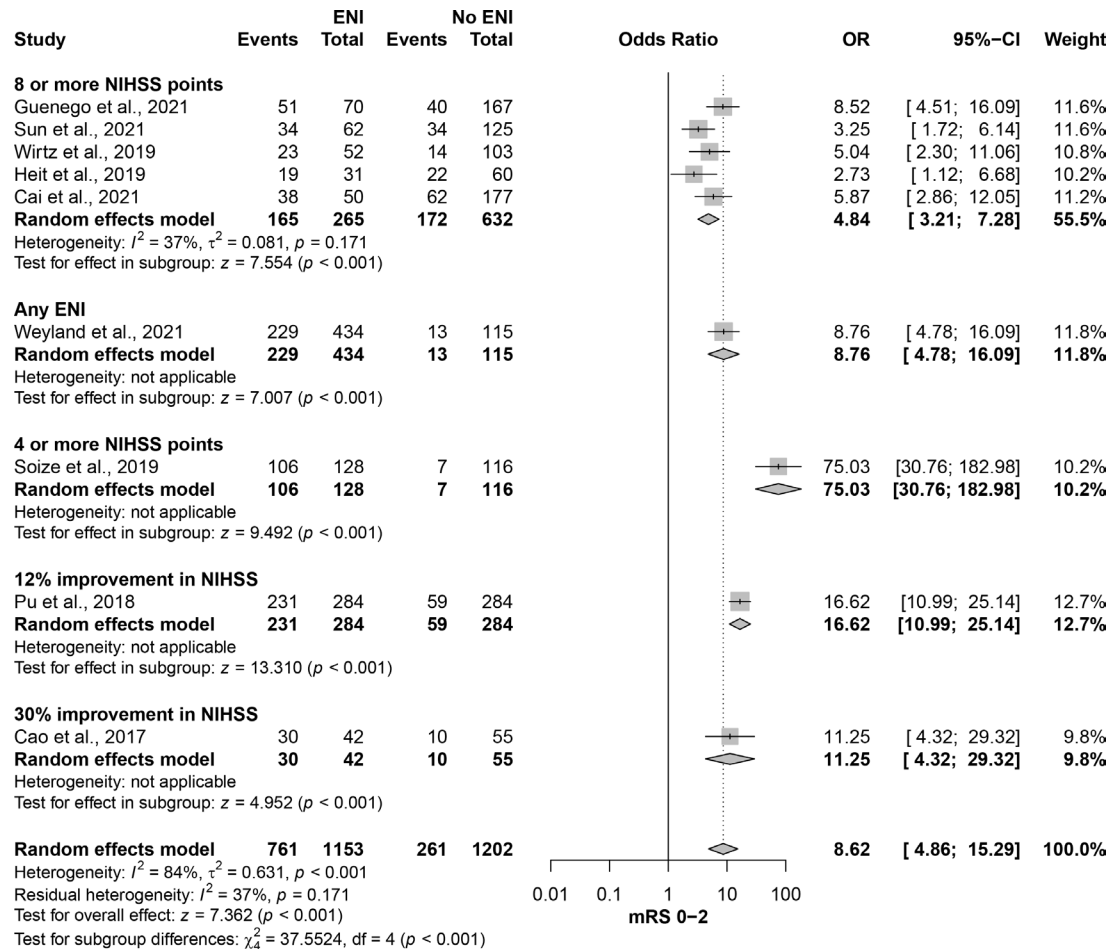 ENI No ENI
Study Events Total Events Total Odds Ratio OR 95%−CI Weight
8 or more NIHSS points
Guenego et al., 2021 51 70 40 167 8.52 [ 4.51; 16.09] 11.6%
Sun et al., 2021 34 62 34 125 3.25 [ 1.72; 6.14] 11.6%
Wirtz et al., 2019 23 52 14 103 5.04 [ 2.30; 11.06] 10.8%
Heit et al., 2019 19 31 22 60 2.73 [ 1.12; 6.68] 10.2%
Cai et al., 2021 38 50 62 177 5.87 [ 2.86; 12.05] 11.2%
Random effects model 165 265 172 632 4.84 [ 3.21; 7.28] 55.5%
Heterogeneity: I² = 37%, τ² = 0.081, p = 0.171
Test for effect in subgroup: z = 7.554 (p < 0.001)
Any ENI
Weyland et al., 2021 229 434 13 115 8.76 [ 4.78; 16.09] 11.8%
Random effects model 229 434 13 115 8.76 [ 4.78; 16.09] 11.8%
Heterogeneity: not applicable
Test for effect in subgroup: z = 7.007 (p < 0.001)
4 or more NIHSS points
Soize et al., 2019 106 128 7 116 75.03 [30.76; 182.98] 10.2%
Random effects model 106 128 7 116 75.03 [30.76; 182.98] 10.2%
Heterogeneity: not applicable
Test for effect in subgroup: z = 9.492 (p < 0.001)
12% improvement in NIHSS
Pu et al., 2018 231 284 59 284 16.62 [10.99; 25.14] 12.7%
Random effects model 231 284 59 284 16.62 [10.99; 25.14] 12.7%
Heterogeneity: not applicable
Test for effect in subgroup: z = 13.310 (p < 0.001)
30% improvement in NIHSS
Cao et al., 2017 30 42 10 55 11.25 [ 4.32; 29.32] 9.8%
Random effects model 30 42 10 55 11.25 [ 4.32; 29.32] 9.8%
Heterogeneity: not applicable
Test for effect in subgroup: z = 4.952 (p < 0.001)
Random effects model 761 1153 261 1202 8.62 [ 4.86; 15.29] 100.0%
Heterogeneity: I² = 84%, τ² = 0.631, p < 0.001
Residual heterogeneity: I² = 37%, p = 0.171
Test for overall effect: z = 7.362 (p < 0.001)
Test for subgroup differences: χ²₄ = 37.5524, df = 4 (p < 0.001)
0.01 0.1 1 10 100
mRS 0−2